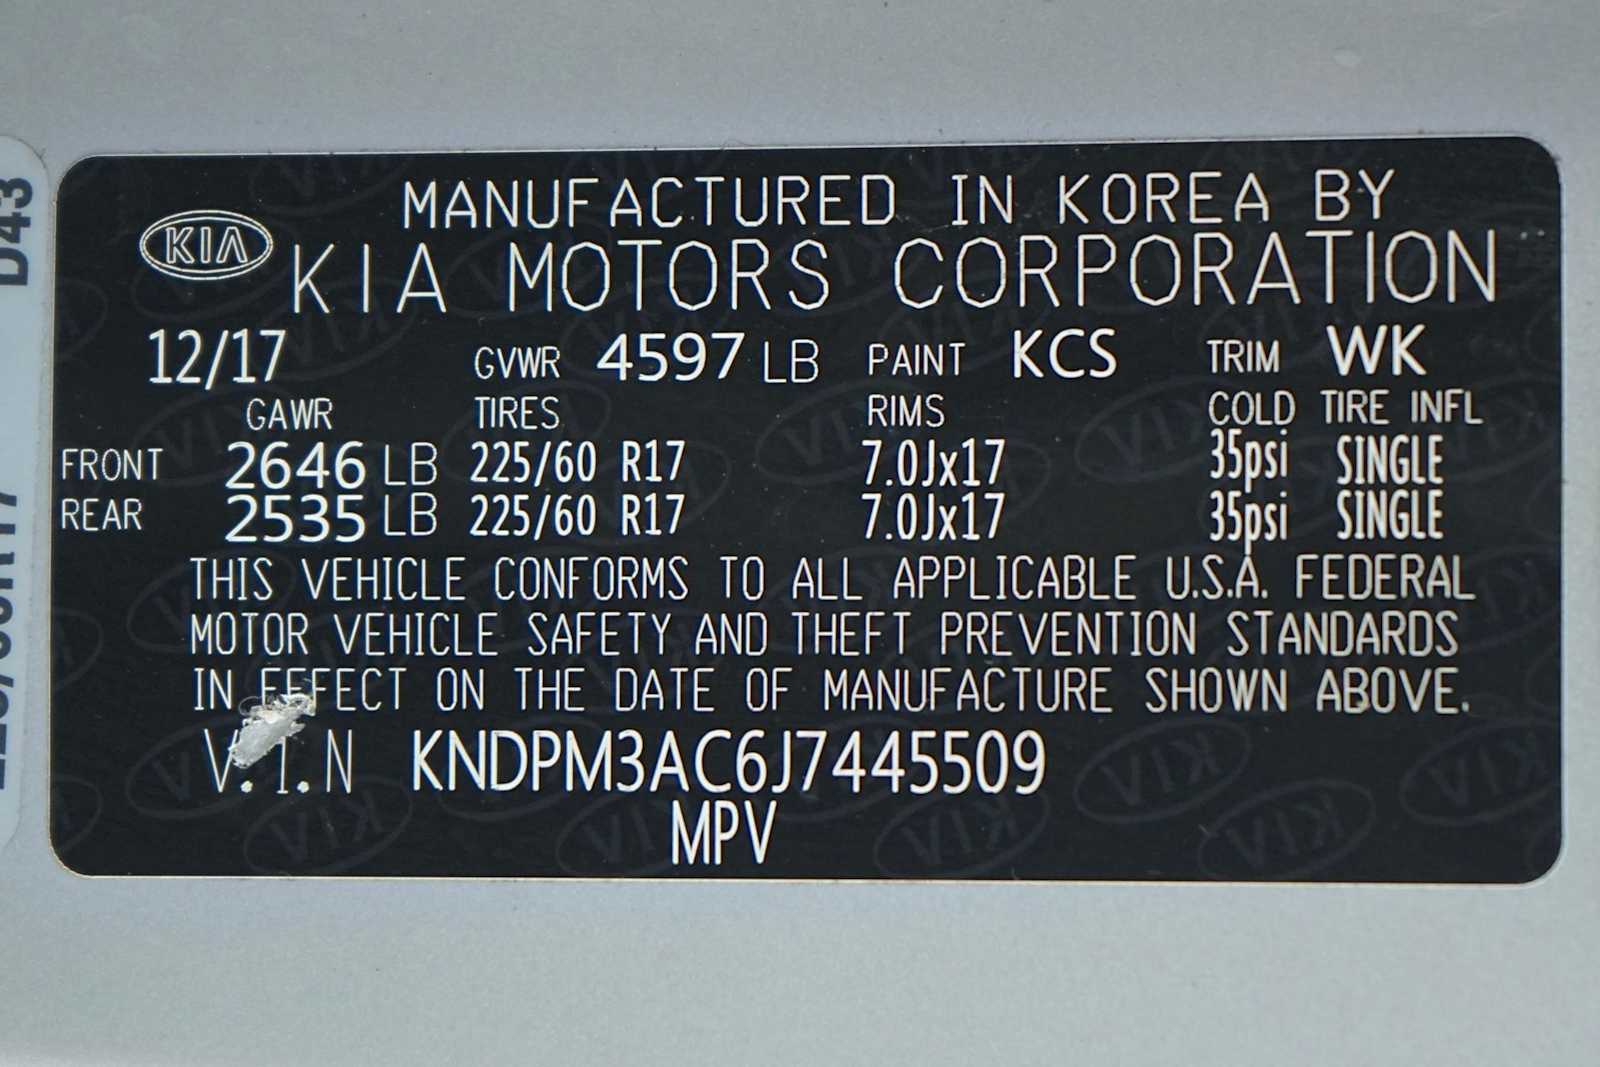 MANUFACTURED IN KOREA BY
KIA KIA MOTORS CORPORATION
12/17 GVWR 4597 LB PAINT KCS TRIM WK
GAWR TIRES RIMS COLD TIRE INFL
FRONT 2646 LB 225/60 R17 7.0Jx17 35psi SINGLE
REAR 2535 LB 225/60 R17 7.0Jx17 35psi SINGLE
THIS VEHICLE CONFORMS TO ALL APPLICABLE U.S.A. FEDERAL
MOTOR VEHICLE SAFETY AND THEFT PREVENTION STANDARDS
IN EFFECT ON THE DATE OF MANUFACTURE SHOWN ABOVE.
V.I.N KNDPM3AC6J7445509
MPV
D43